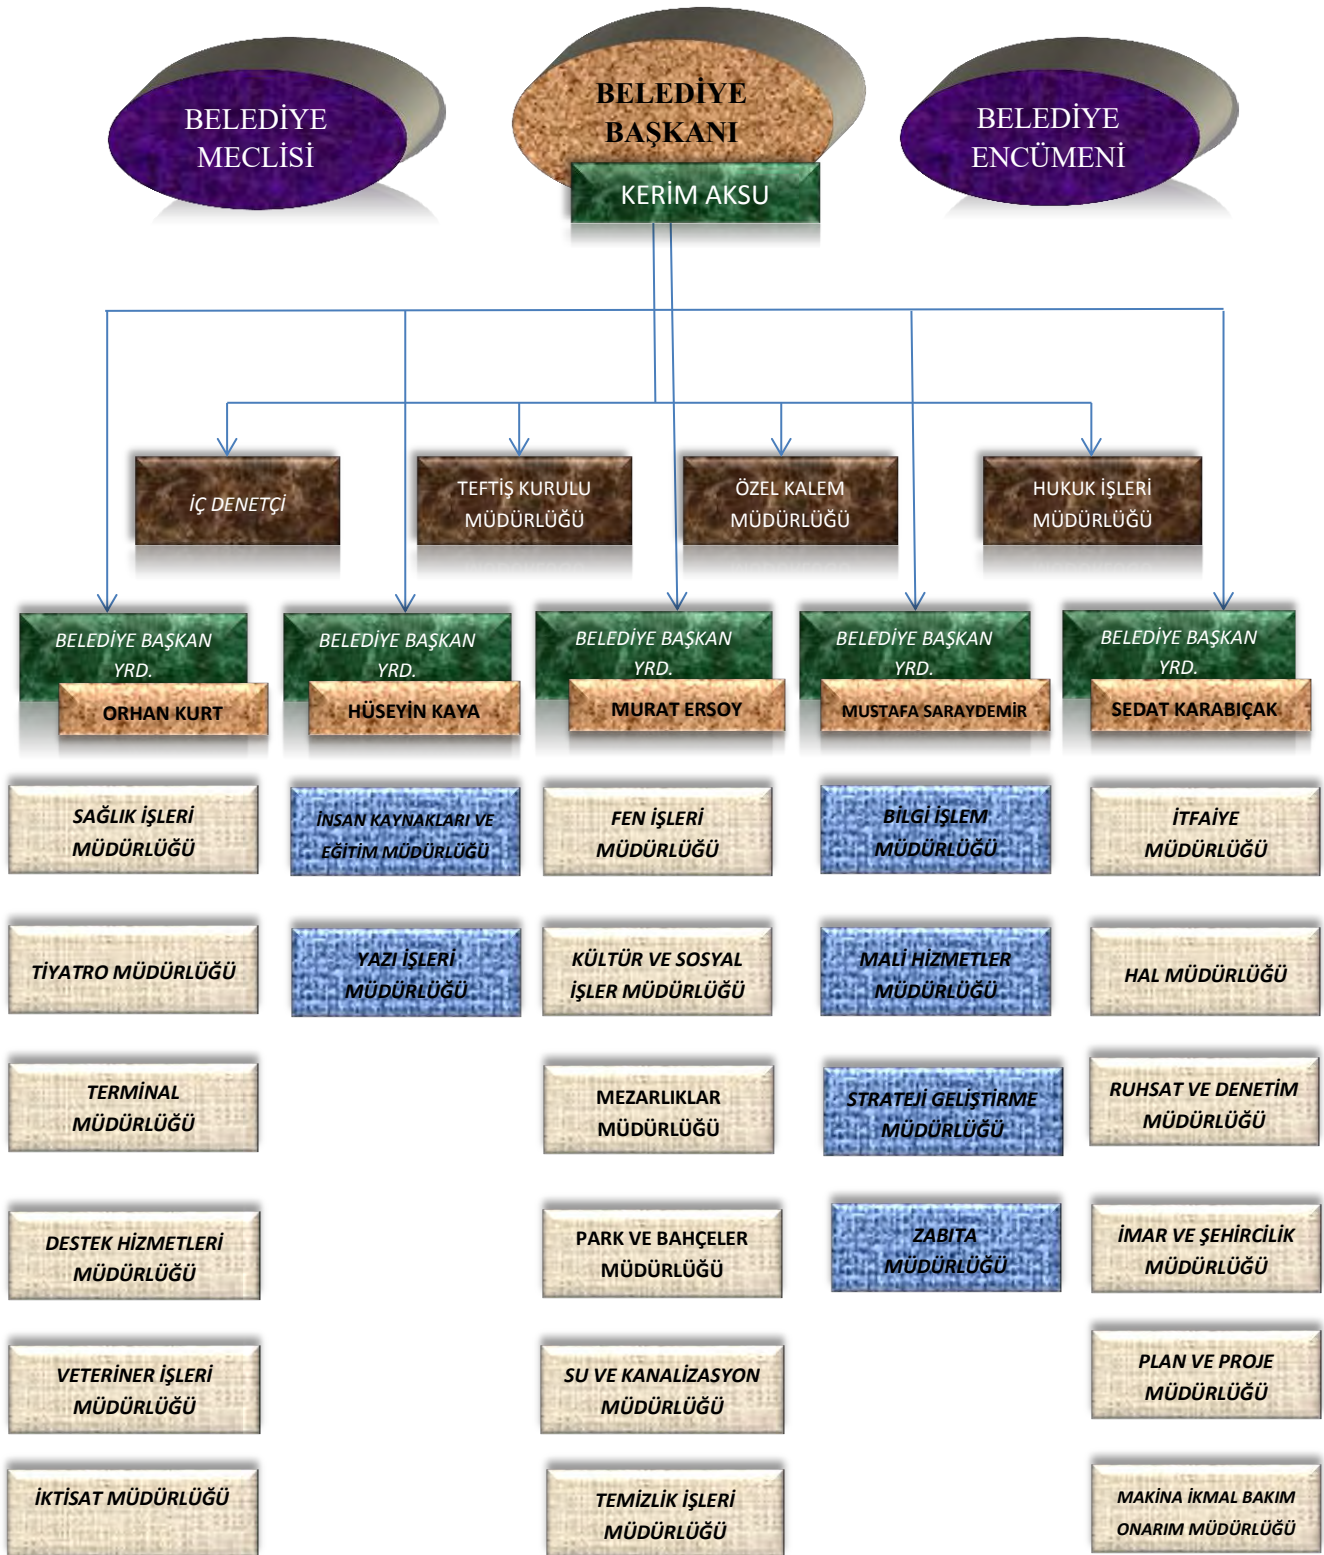 BELEDİYE
MECLİSİ
BELEDİYE
BAŞKANI
KERİM AKSU
BELEDİYE
ENCÜMENİ
İÇ DENETÇİ
TEFTİŞ KURULU
MÜDÜRLÜĞÜ
ÖZEL KALEM
MÜDÜRLÜĞÜ
HUKUK İŞLERİ
MÜDÜRLÜĞÜ
BELEDİYE BAŞKAN
YRD.
ORHAN KURT
BELEDİYE BAŞKAN
YRD.
HÜSEYİN KAYA
BELEDİYE BAŞKAN
YRD.
MURAT ERSOY
BELEDİYE BAŞKAN
YRD.
MUSTAFA SARAYDEMİR
BELEDİYE BAŞKAN
YRD.
SEDAT KARABIÇAK
SAĞLIK İŞLERİ
MÜDÜRLÜĞÜ
İNSAN KAYNAKLARI VE
EĞİTİM MÜDÜRLÜĞÜ
FEN İŞLERİ
MÜDÜRLÜĞÜ
BİLGİ İŞLEM
MÜDÜRLÜĞÜ
İTFAİYE
MÜDÜRLÜĞÜ
TİYATRO MÜDÜRLÜĞÜ
YAZI İŞLERİ
MÜDÜRLÜĞÜ
KÜLTÜR VE SOSYAL
İŞLER MÜDÜRLÜĞÜ
MALİ HİZMETLER
MÜDÜRLÜĞÜ
HAL MÜDÜRLÜĞÜ
TERMİNAL
MÜDÜRLÜĞÜ
MEZARLIKLAR
MÜDÜRLÜĞÜ
STRATEJİ GELİŞTİRME
MÜDÜRLÜĞÜ
RUHSAT VE DENETİM
MÜDÜRLÜĞÜ
DESTEK HİZMETLERİ
MÜDÜRLÜĞÜ
PARK VE BAHÇELER
MÜDÜRLÜĞÜ
ZABITA
MÜDÜRLÜĞÜ
İMAR VE ŞEHİRCİLİK
MÜDÜRLÜĞÜ
VETERİNER İŞLERİ
MÜDÜRLÜĞÜ
SU VE KANALİZASYON
MÜDÜRLÜĞÜ
PLAN VE PROJE
MÜDÜRLÜĞÜ
İKTİSAT MÜDÜRLÜĞÜ
TEMİZLİK İŞLERİ
MÜDÜRLÜĞÜ
MAKİNA İKMAL BAKIM
ONARIM MÜDÜRLÜĞÜ